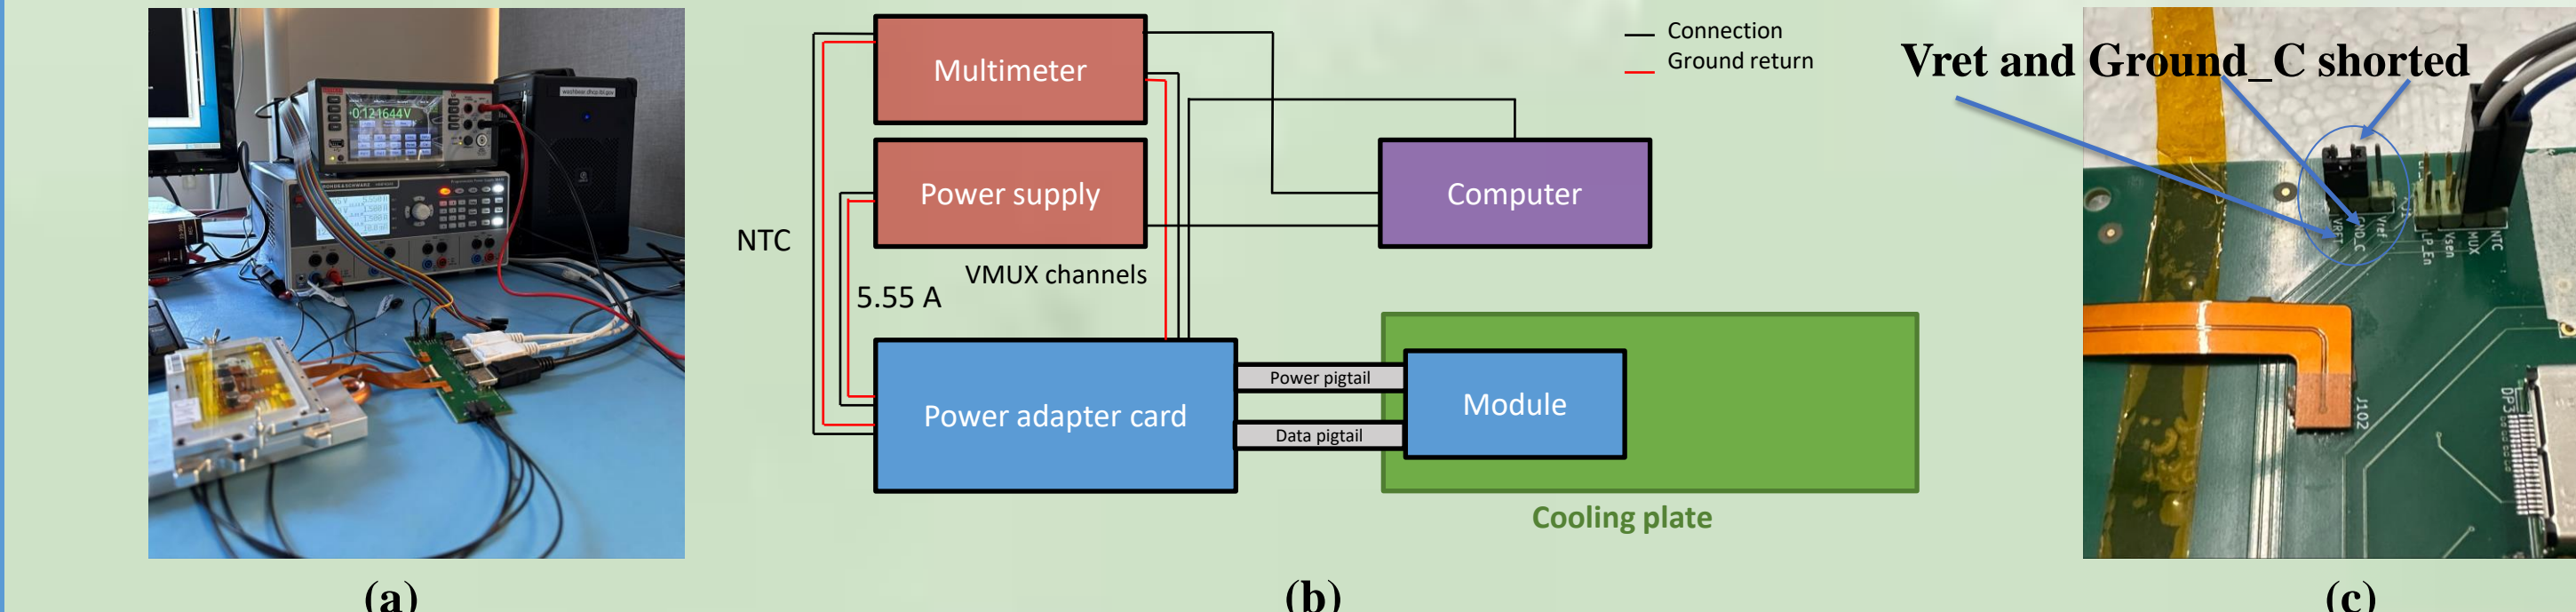 -0.121644V
Multimeter
Power supply
Computer
NTC
VMUX channels
5.55 A
Power adapter card
Power pigtail
Data pigtail
Module
Cooling plate
Connection
Ground return
Vret and Ground_C shorted
VRET
ND_C
Vref
LP_En
Vsen
MUX
NTC
J102
(a)
(b)
(c)